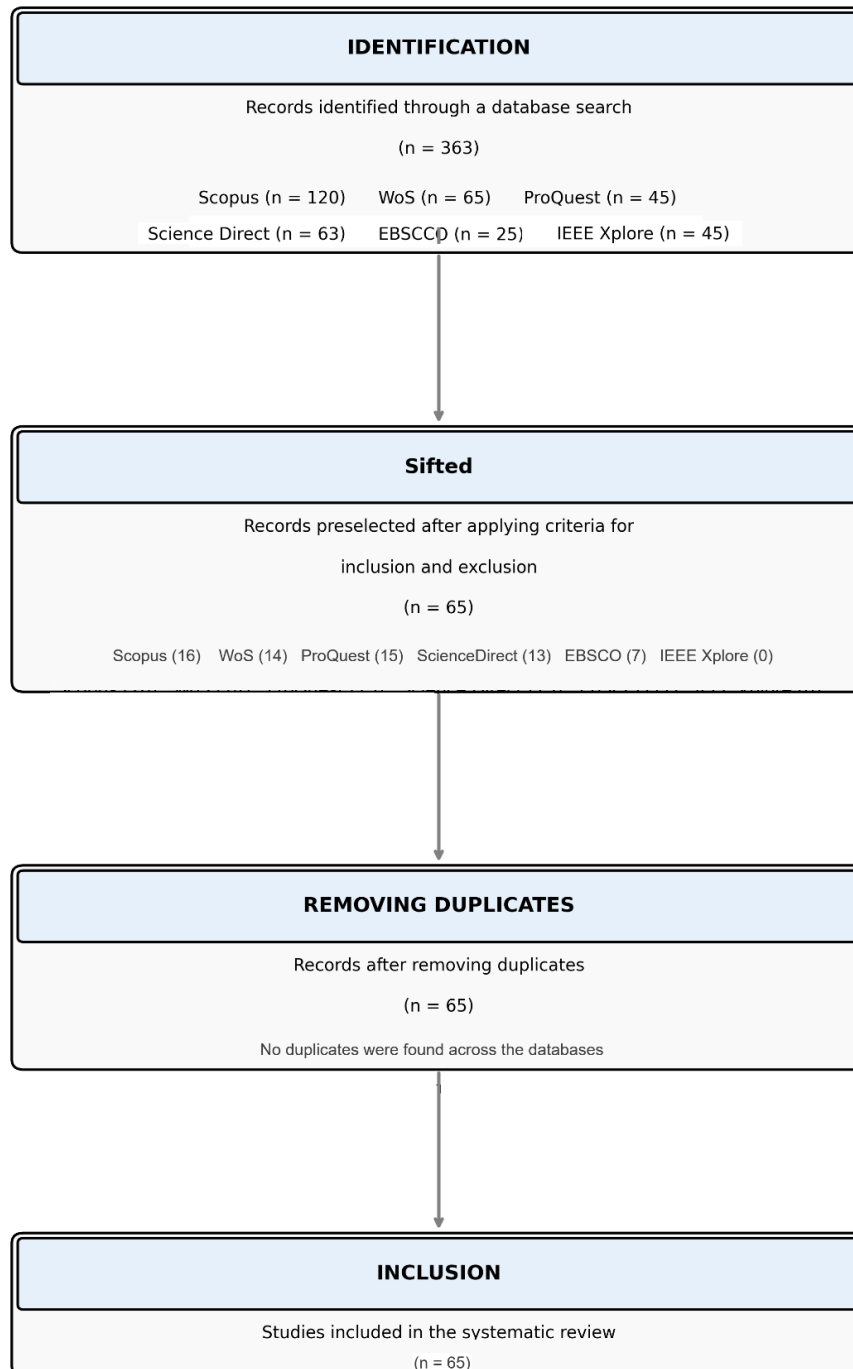 IDENTIFICATION
Records identified through a database search
(n = 363)
Scopus (n = 120) WoS (n = 65) ProQuest (n = 45)
Science Direct (n = 63) EBSCCO (n = 25) IEEE Xplore (n = 45)
Sifted
Records preselected after applying criteria for
inclusion and exclusion
(n = 65)
Scopus (16) WoS (14) ProQuest (15) ScienceDirect (13) EBSCO (7) IEEE Xplore (0)
REMOVING DUPLICATES
Records after removing duplicates
(n = 65)
No duplicates were found across the databases
INCLUSION
Studies included in the systematic review
(n = 65)